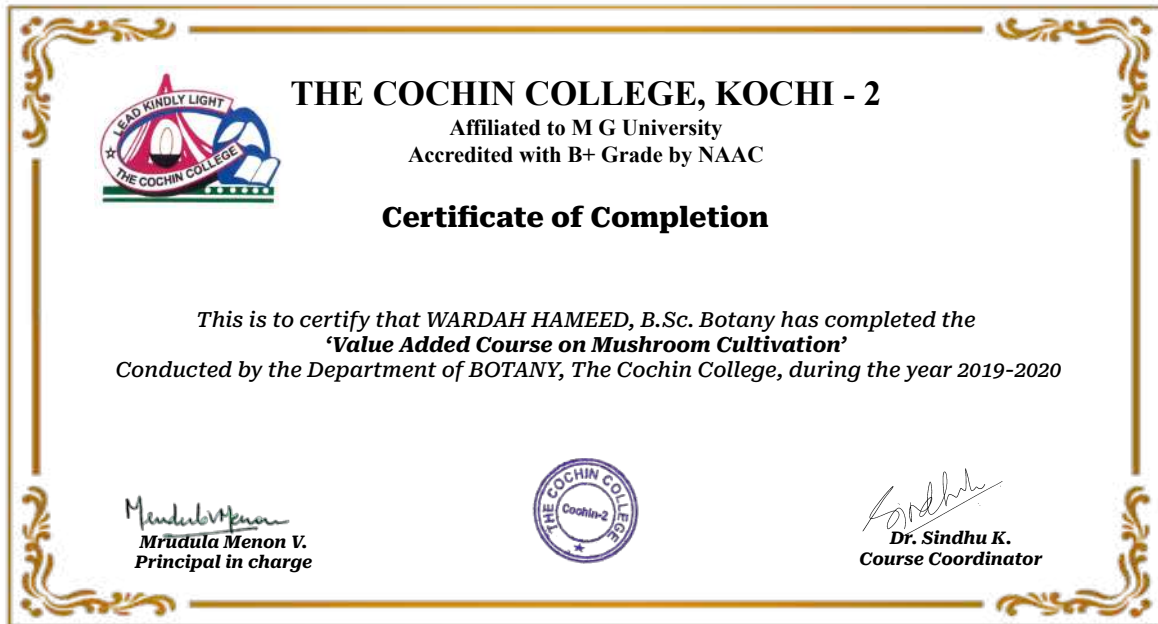 LEAD KINDLY LIGHT
THE COCHIN COLLEGE
THE COCHIN COLLEGE, KOCHI - 2
Affiliated to M G University
Accredited with B+ Grade by NAAC
Certificate of Completion
This is to certify that WARDAH HAMEED, B.Sc. Botany has completed the
‘Value Added Course on Mushroom Cultivation’
Conducted by the Department of BOTANY, The Cochin College, during the year 2019-2020
Mrudula Menon
Mrudula Menon V.
Principal in charge
THE COCHIN COLLEGE
Cochin-2
Sindhu
Dr. Sindhu K.
Course Coordinator